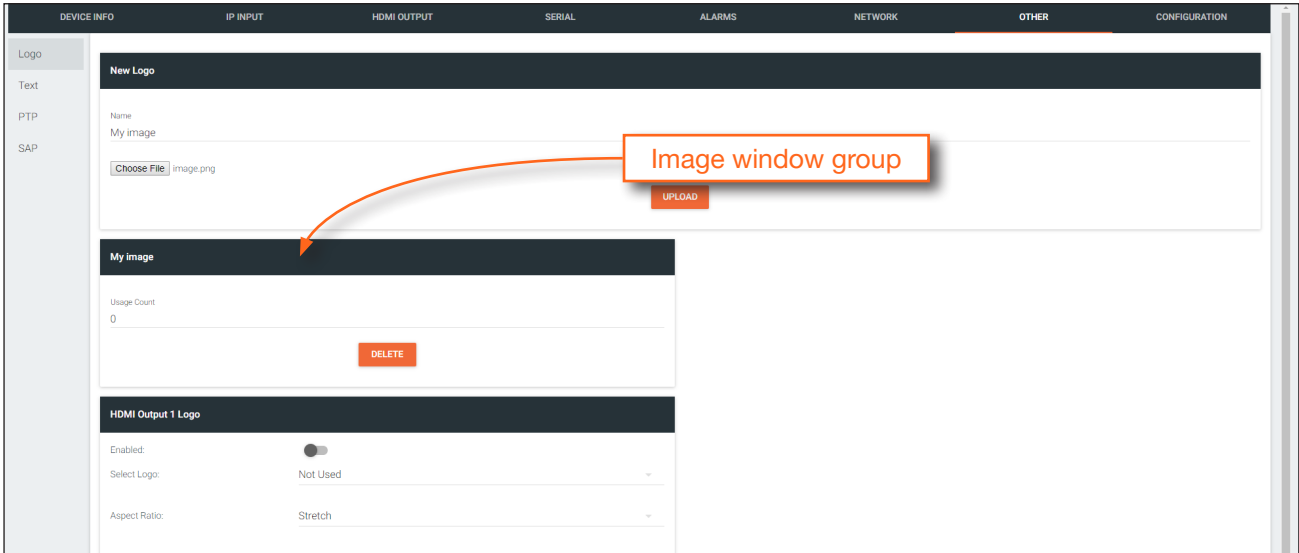 DEVICE INFO IP INPUT HDMI OUTPUT SERIAL ALARMS NETWORK OTHER CONFIGURATION
Logo
Text
PTP
SAP
New Logo
Name
My image
Choose File image.png
Image window group
UPLOAD
My image
Usage Count
0
DELETE
HDMI Output 1 Logo
Enabled:
Select Logo: Not Used
Aspect Ratio: Stretch